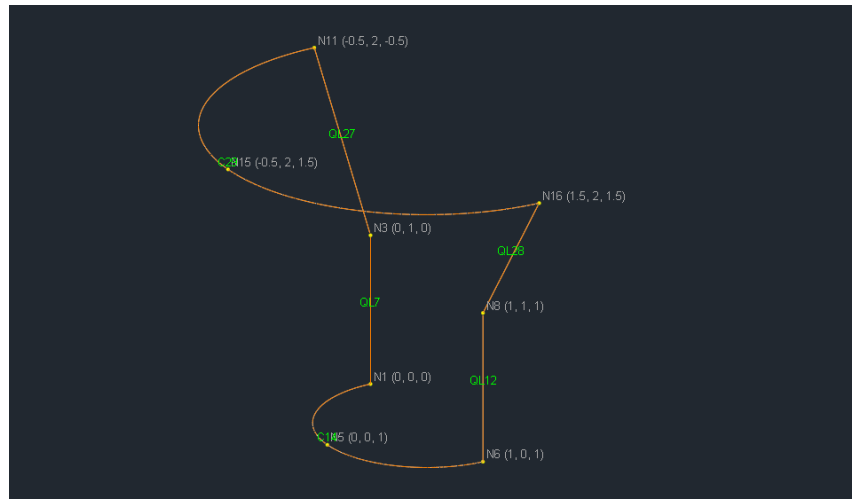 N11 (-0.5, 2, -0.5)
QL27
N15 (-0.5, 2, 1.5)
N16 (1.5, 2, 1.5)
N3 (0, 1, 0)
QL28
QL7
N8 (1, 1, 1)
N1 (0, 0, 0)
QL12
N5 (0, 0, 1)
N6 (1, 0, 1)